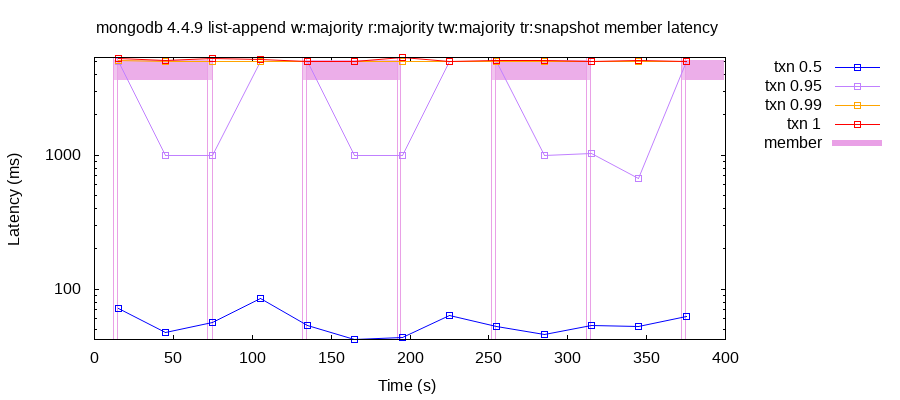 mongodb 4.4.9 list-append w:majority r:majority tw:majority tr:snapshot member latency
txn 0.5
txn 0.95
txn 0.99
txn 1
member
Latency (ms)
1000
100
0 50 100 150 200 250 300 350 400
Time (s)